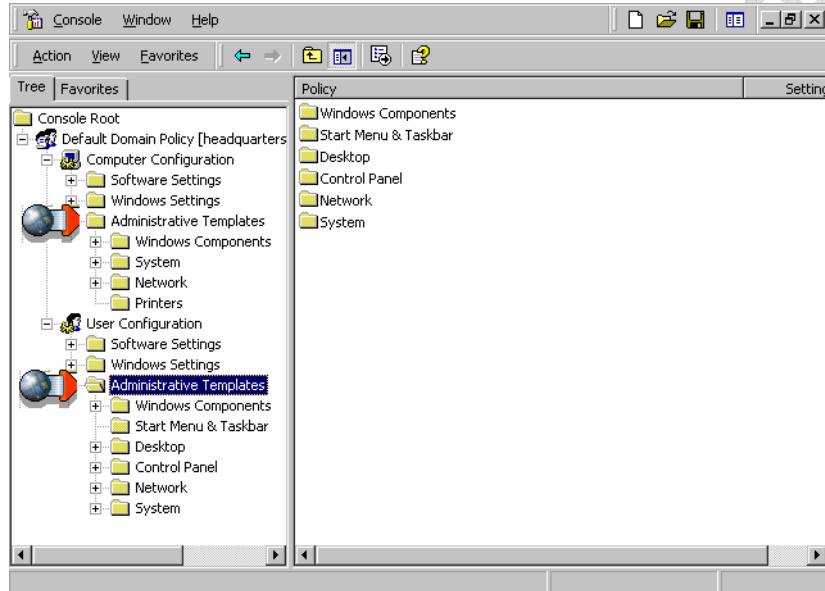 Console Window Help
Action View Favorites
Tree Favorites
Console Root
Default Domain Policy [headquarters
Computer Configuration
Software Settings
Windows Settings
Administrative Templates
Windows Components
System
Network
Printers
User Configuration
Software Settings
Windows Settings
Administrative Templates
Windows Components
Start Menu & Taskbar
Desktop
Control Panel
Network
System
Policy Setting
Windows Components
Start Menu & Taskbar
Desktop
Control Panel
Network
System